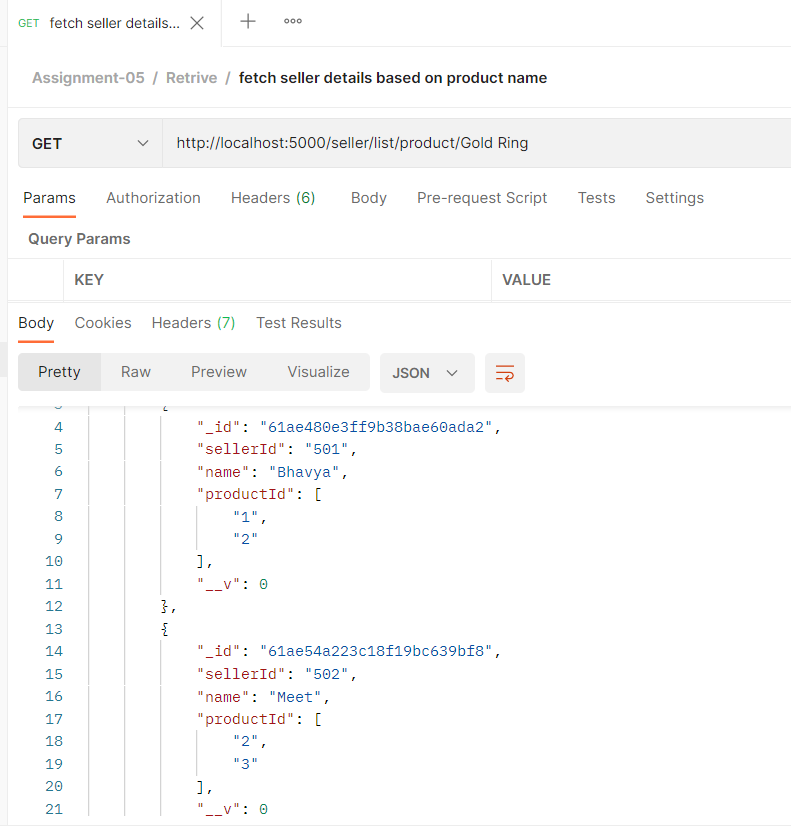 GET fetch seller details...
Assignment-05 / Retrive / fetch seller details based on product name
GET http://localhost:5000/seller/list/product/Gold Ring
Params Authorization Headers (6) Body Pre-request Script Tests Settings
Query Params
KEY VALUE
Body Cookies Headers (7) Test Results
Pretty Raw Preview Visualize JSON
3 {
4 "_id": "61ae480e3ff9b38bae60ada2",
5 "sellerId": "501",
6 "name": "Bhavya",
7 "productId": [
8 "1",
9 "2"
10 ],
11 "__v": 0
12 },
13 {
14 "_id": "61ae54a223c18f19bc639bf8",
15 "sellerId": "502",
16 "name": "Meet",
17 "productId": [
18 "2",
19 "3"
20 ],
21 "__v": 0